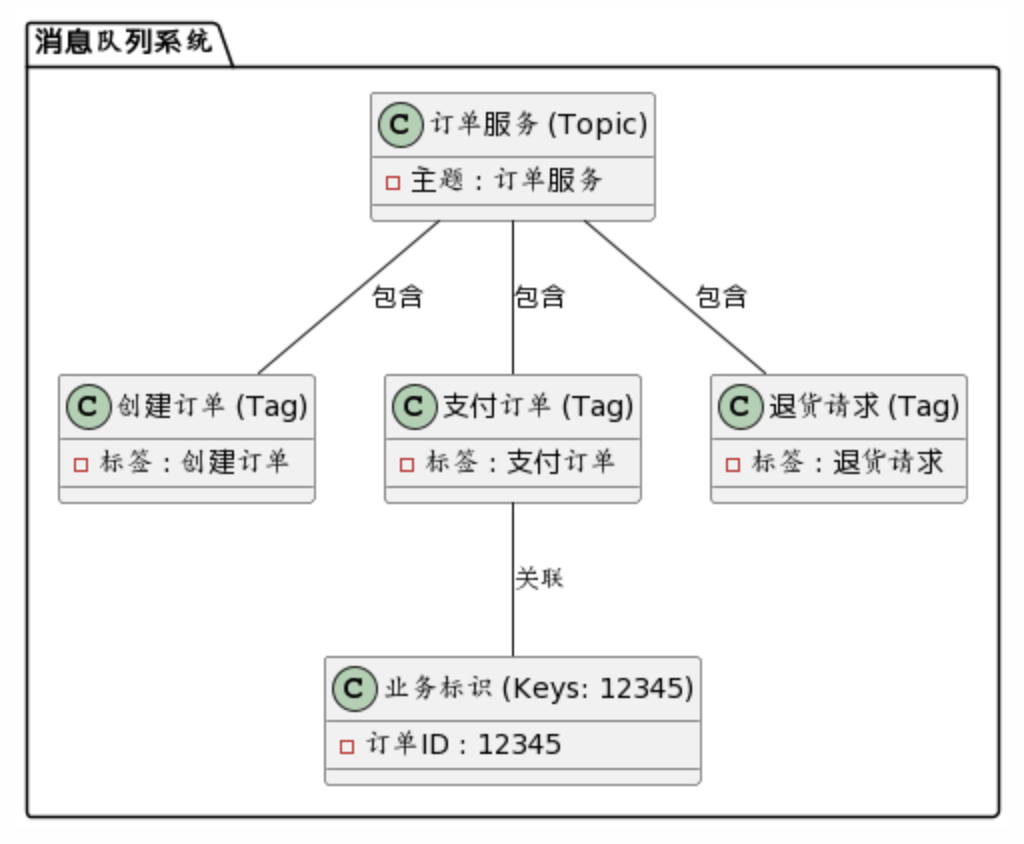 消息队列系统
C 订单服务 (Topic)
主题 : 订单服务
包含
包含
包含
C 创建订单 (Tag)
标签 : 创建订单
C 支付订单 (Tag)
标签 : 支付订单
C 退货请求 (Tag)
标签 : 退货请求
关联
C 业务标识 (Keys: 12345)
订单ID : 12345